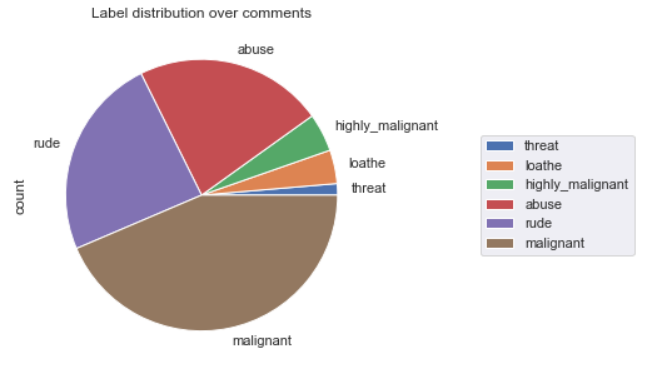 Label distribution over comments
abuse
highly_malignant
rude
loathe
threat
count
malignant
threat
loathe
highly_malignant
abuse
rude
malignant